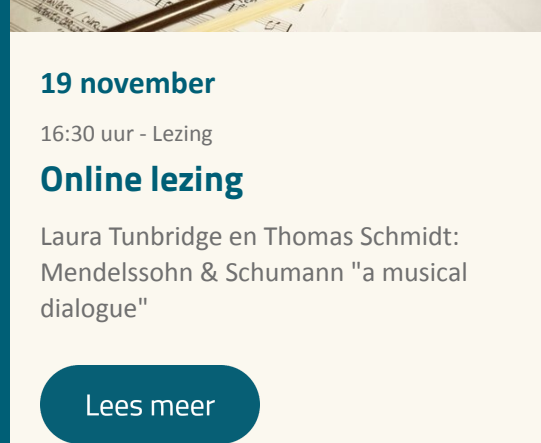 19 november
16:30 uur - Lezing
Online lezing
Laura Tunbridge en Thomas Schmidt:
Mendelssohn & Schumann "a musical
dialogue"
Lees meer